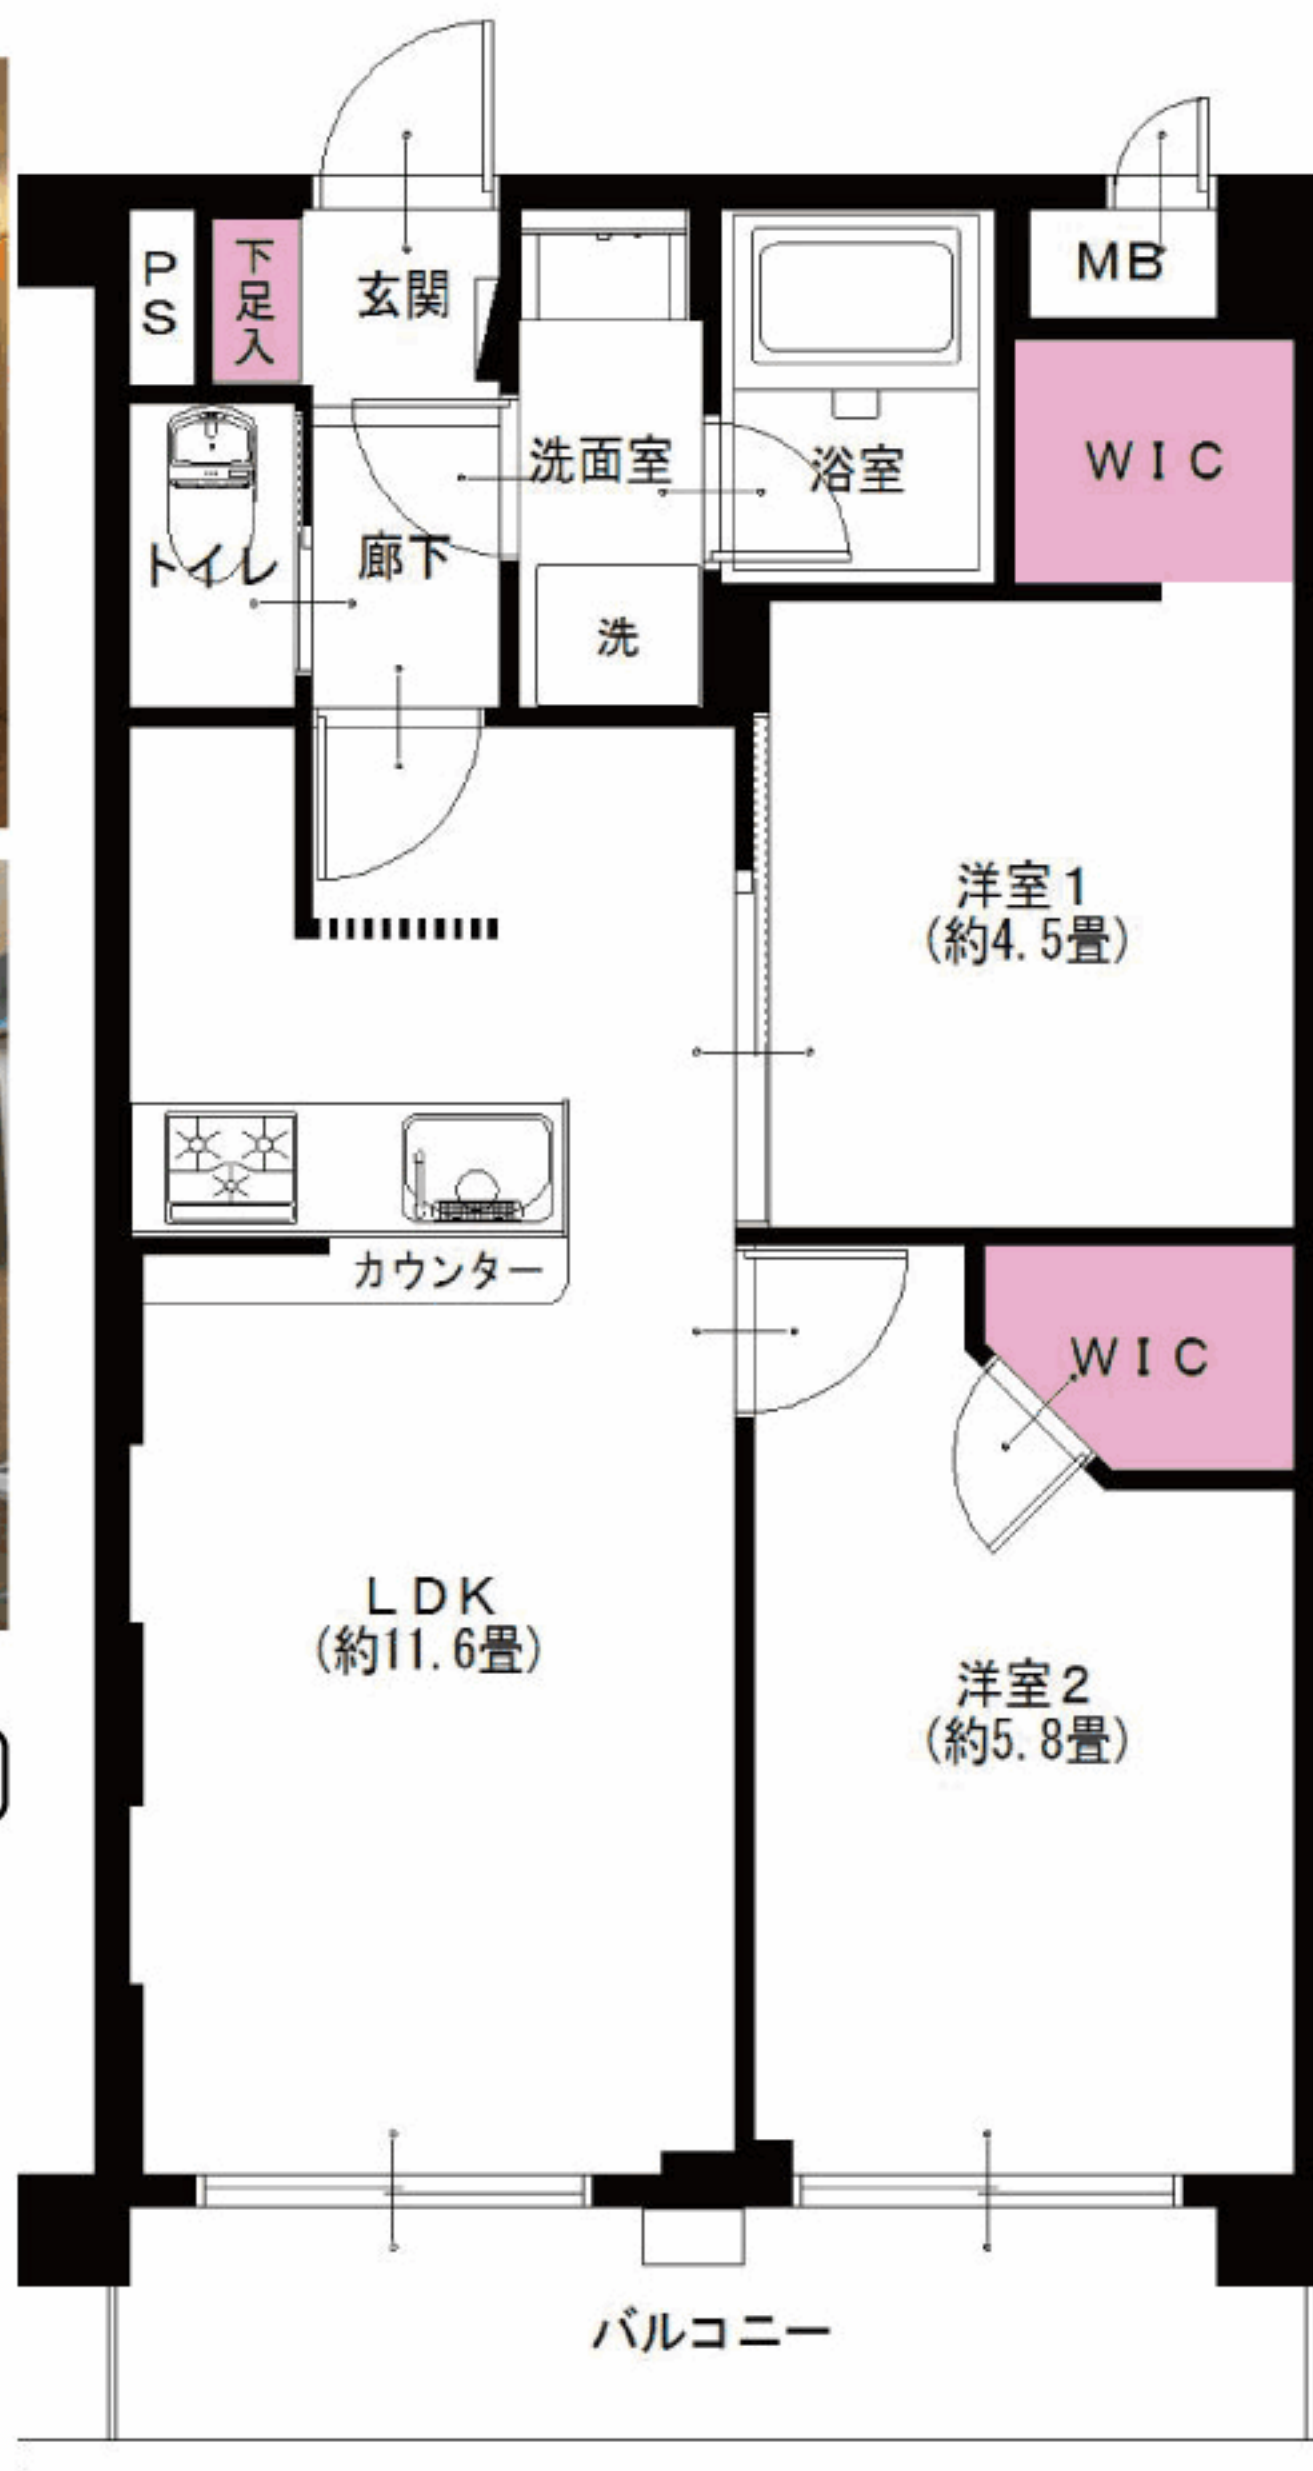 PS
下足入
玄関
MB
洗面室
浴室
WIC
トイレ
廊下
洗
洋室1
(約4.5畳)
カウンター
WIC
LDK
(約11.6畳)
洋室2
(約5.8畳)
バルコニー